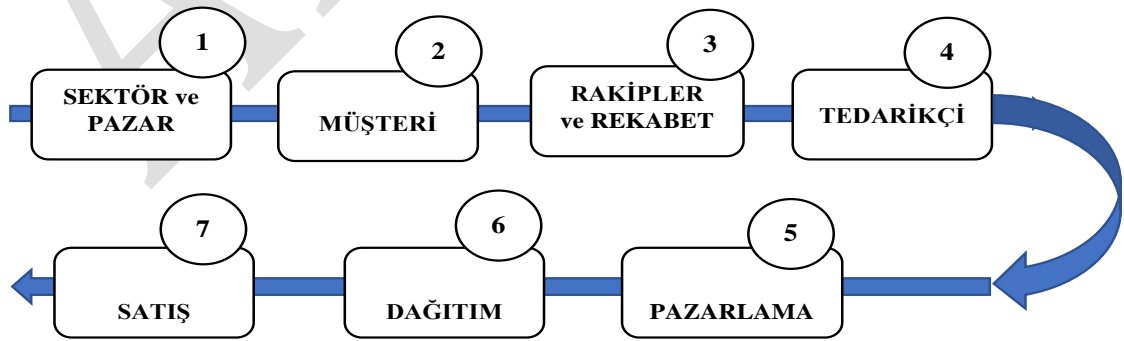 1
SEKTÖR ve
PAZAR
2
MÜŞTERİ
3
RAKİPLER
ve REKABET
4
TEDARİKÇİ
5
PAZARLAMA
6
DAĞITIM
7
SATIŞ